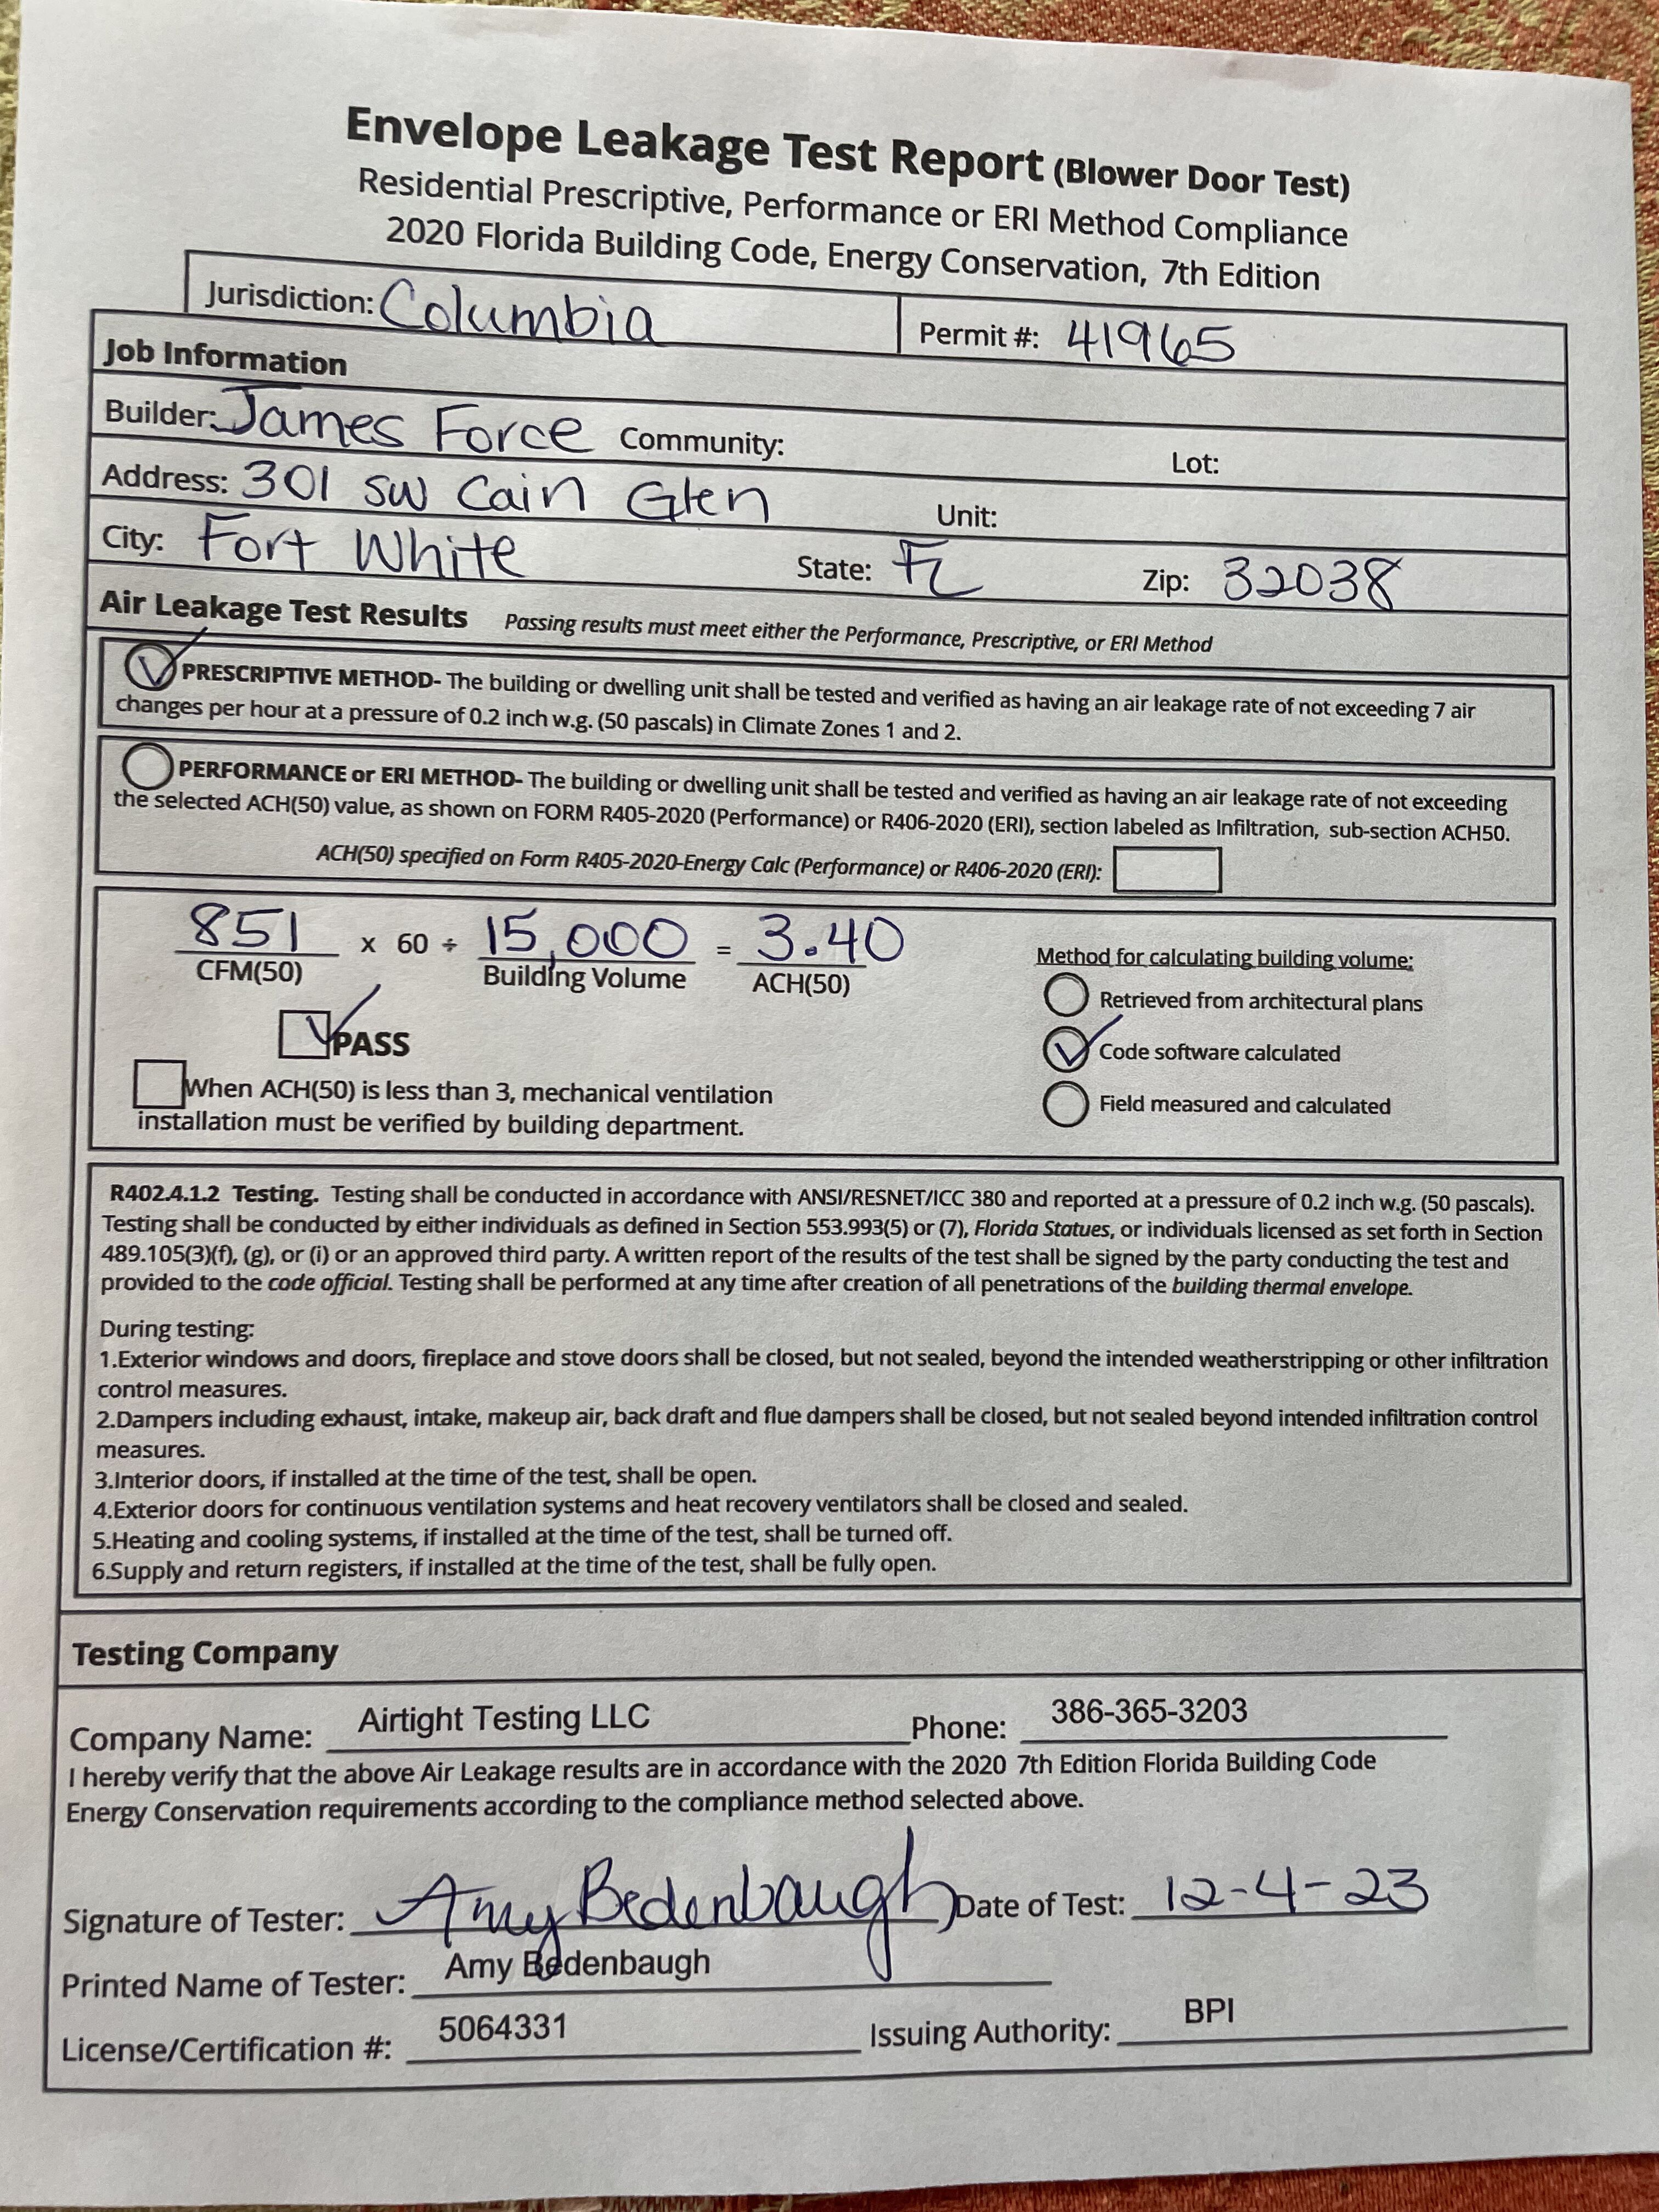 Envelope Leakage Test Report (Blower Door Test)
Residential Prescriptive, Performance or ERI Method Compliance
2020 Florida Building Code, Energy Conservation, 7th Edition
Jurisdiction: Columbia Permit #: 41965
Job Information
Builder: James Force Community: Lot:
Address: 301 SW Cain Glen Unit:
City: Fort White State: FL Zip: 32038
Air Leakage Test Results Passing results must meet either the Performance, Prescriptive, or ERI Method
PRESCRIPTIVE METHOD- The building or dwelling unit shall be tested and verified as having an air leakage rate of not exceeding 7 air
changes per hour at a pressure of 0.2 inch w.g. (50 pascals) in Climate Zones 1 and 2.
PERFORMANCE or ERI METHOD- The building or dwelling unit shall be tested and verified as having an air leakage rate of not exceeding
the selected ACH(50) value, as shown on FORM R405-2020 (Performance) or R406-2020 (ERI), section labeled as Infiltration, sub-section ACH50.
ACH(50) specified on Form R405-2020-Energy Calc (Performance) or R406-2020 (ERI):
851 x 60 ÷ 15,000 = 3.40
CFM(50) Building Volume ACH(50)
Method for calculating building volume:
Retrieved from architectural plans
PASS
Code software calculated
When ACH(50) is less than 3, mechanical ventilation
installation must be verified by building department.
Field measured and calculated
R402.4.1.2 Testing. Testing shall be conducted in accordance with ANSI/RESNET/ICC 380 and reported at a pressure of 0.2 inch w.g. (50 pascals).
Testing shall be conducted by either individuals as defined in Section 553.993(5) or (7), Florida Statues, or individuals licensed as set forth in Section
489.105(3)(f), (g), or (i) or an approved third party. A written report of the results of the test shall be signed by the party conducting the test and
provided to the code official. Testing shall be performed at any time after creation of all penetrations of the building thermal envelope.
During testing:
1.Exterior windows and doors, fireplace and stove doors shall be closed, but not sealed, beyond the intended weatherstripping or other infiltration
control measures.
2.Dampers including exhaust, intake, makeup air, back draft and flue dampers shall be closed, but not sealed beyond intended infiltration control
measures.
3.Interior doors, if installed at the time of the test, shall be open.
4.Exterior doors for continuous ventilation systems and heat recovery ventilators shall be closed and sealed.
5.Heating and cooling systems, if installed at the time of the test, shall be turned off.
6.Supply and return registers, if installed at the time of the test, shall be fully open.
Testing Company
Company Name: Airtight Testing LLC Phone: 386-365-3203
I hereby verify that the above Air Leakage results are in accordance with the 2020 7th Edition Florida Building Code
Energy Conservation requirements according to the compliance method selected above.
Signature of Tester: Amy Bedenbaugh Date of Test: 12-4-23
Printed Name of Tester: Amy Bedenbaugh
License/Certification #: 5064331 Issuing Authority: BPI